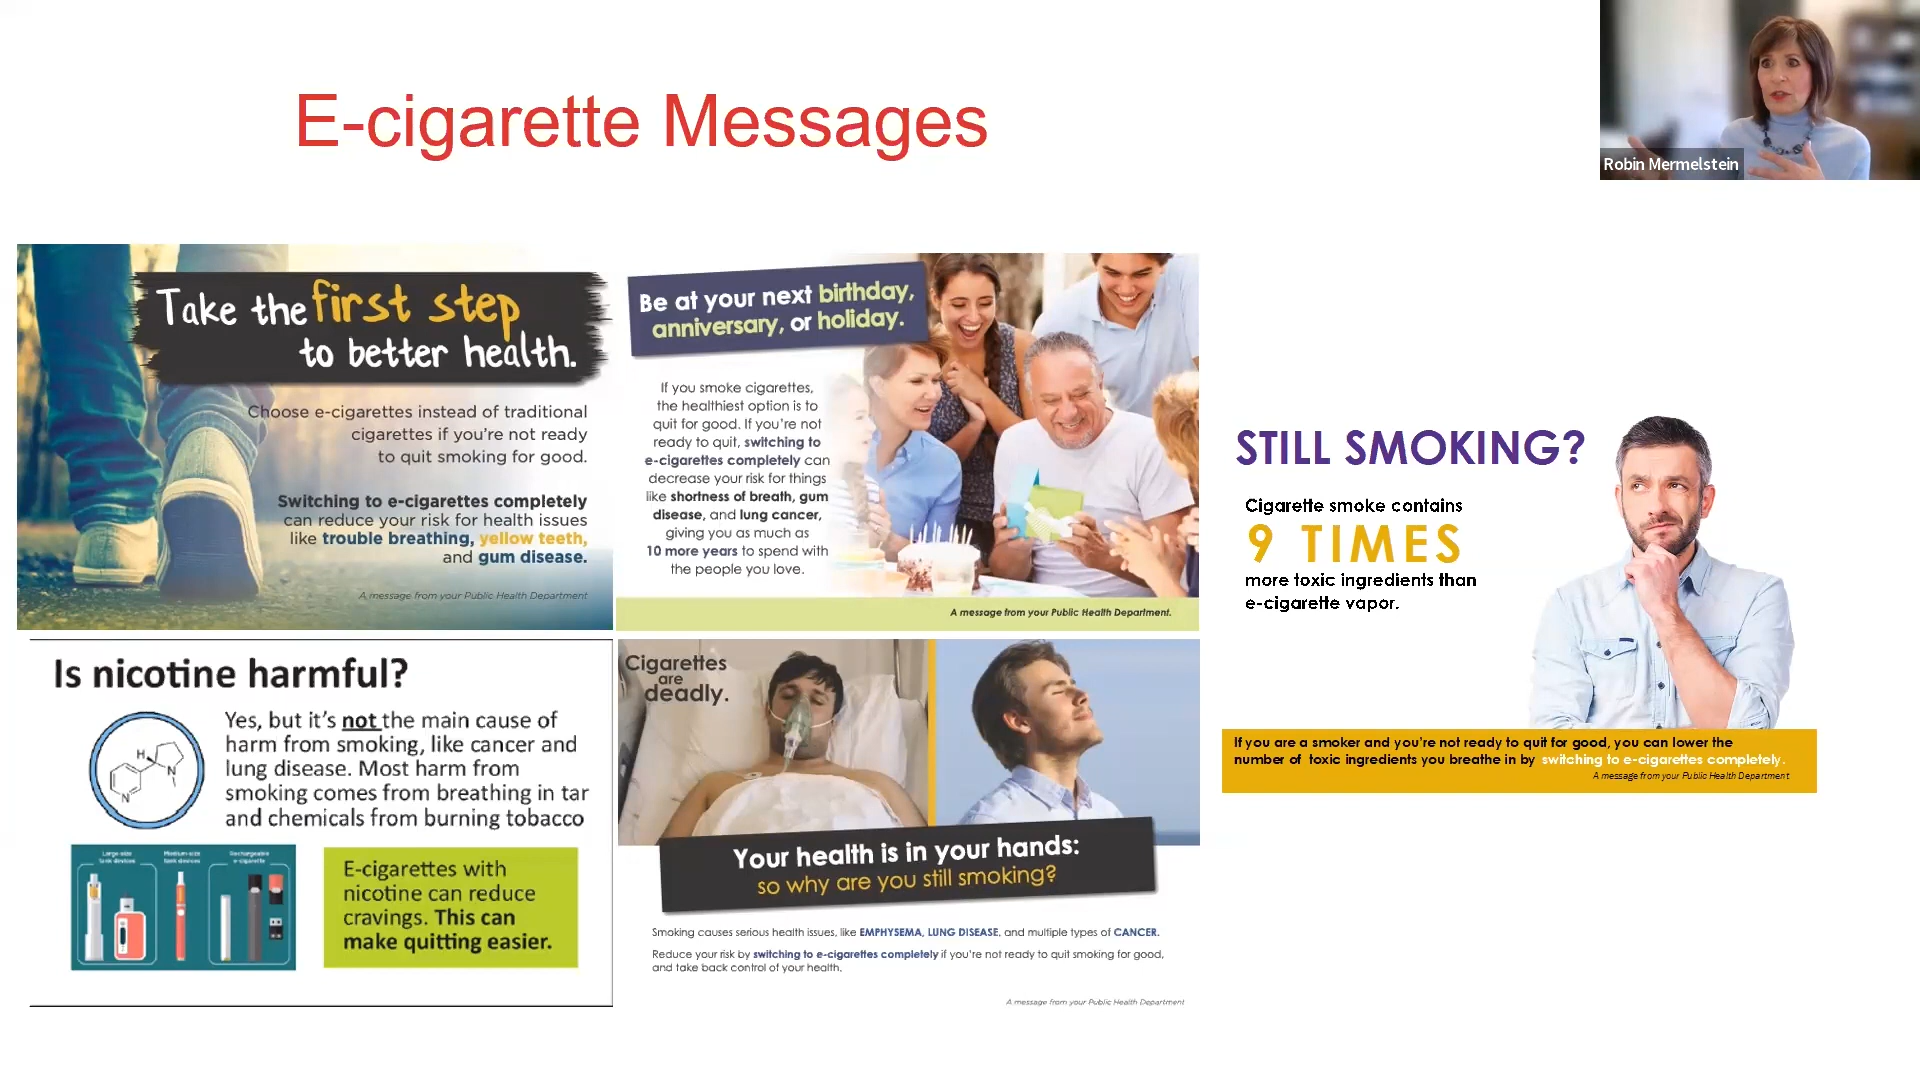 E-cigarette Messages
Robin Mermelstein
Take the first step
to better health.
Choose e-cigarettes instead of traditional
cigarettes if you're not ready
to quit smoking for good.
Switching to e-cigarettes completely
can reduce your risk for health issues
like trouble breathing, yellow teeth,
and gum disease.
A message from your Public Health Department
Be at your next birthday,
anniversary, or holiday.
If you smoke cigarettes,
the healthiest option is to
quit for good. If you're not
ready to quit, switching to
e-cigarettes completely can
decrease your risk for things
like shortness of breath, gum
disease, and lung cancer,
giving you as much as
10 more years to spend with
the people you love.
A message from your Public Health Department.
STILL SMOKING?
Cigarette smoke contains
9 TIMES
more toxic ingredients than
e-cigarette vapor.
If you are a smoker and you're not ready to quit for good, you can lower the
number of toxic ingredients you breathe in by switching to e-cigarettes completely.
A message from your Public Health Department
Is nicotine harmful?
Yes, but it's not the main cause of
harm from smoking, like cancer and
lung disease. Most harm from
smoking comes from breathing in tar
and chemicals from burning tobacco
H
N
N
Large-size
tank devices
Medium-size
tank devices
Rechargeable
e-cigarette
E-cigarettes with
nicotine can reduce
cravings. This can
make quitting easier.
Cigarettes
are
deadly.
Your health is in your hands:
so why are you still smoking?
Smoking causes serious health issues, like EMPHYSEMA, LUNG DISEASE, and multiple types of CANCER.
Reduce your risk by switching to e-cigarettes completely if you're not ready to quit smoking for good,
and take back control of your health.
A message from your Public Health Department